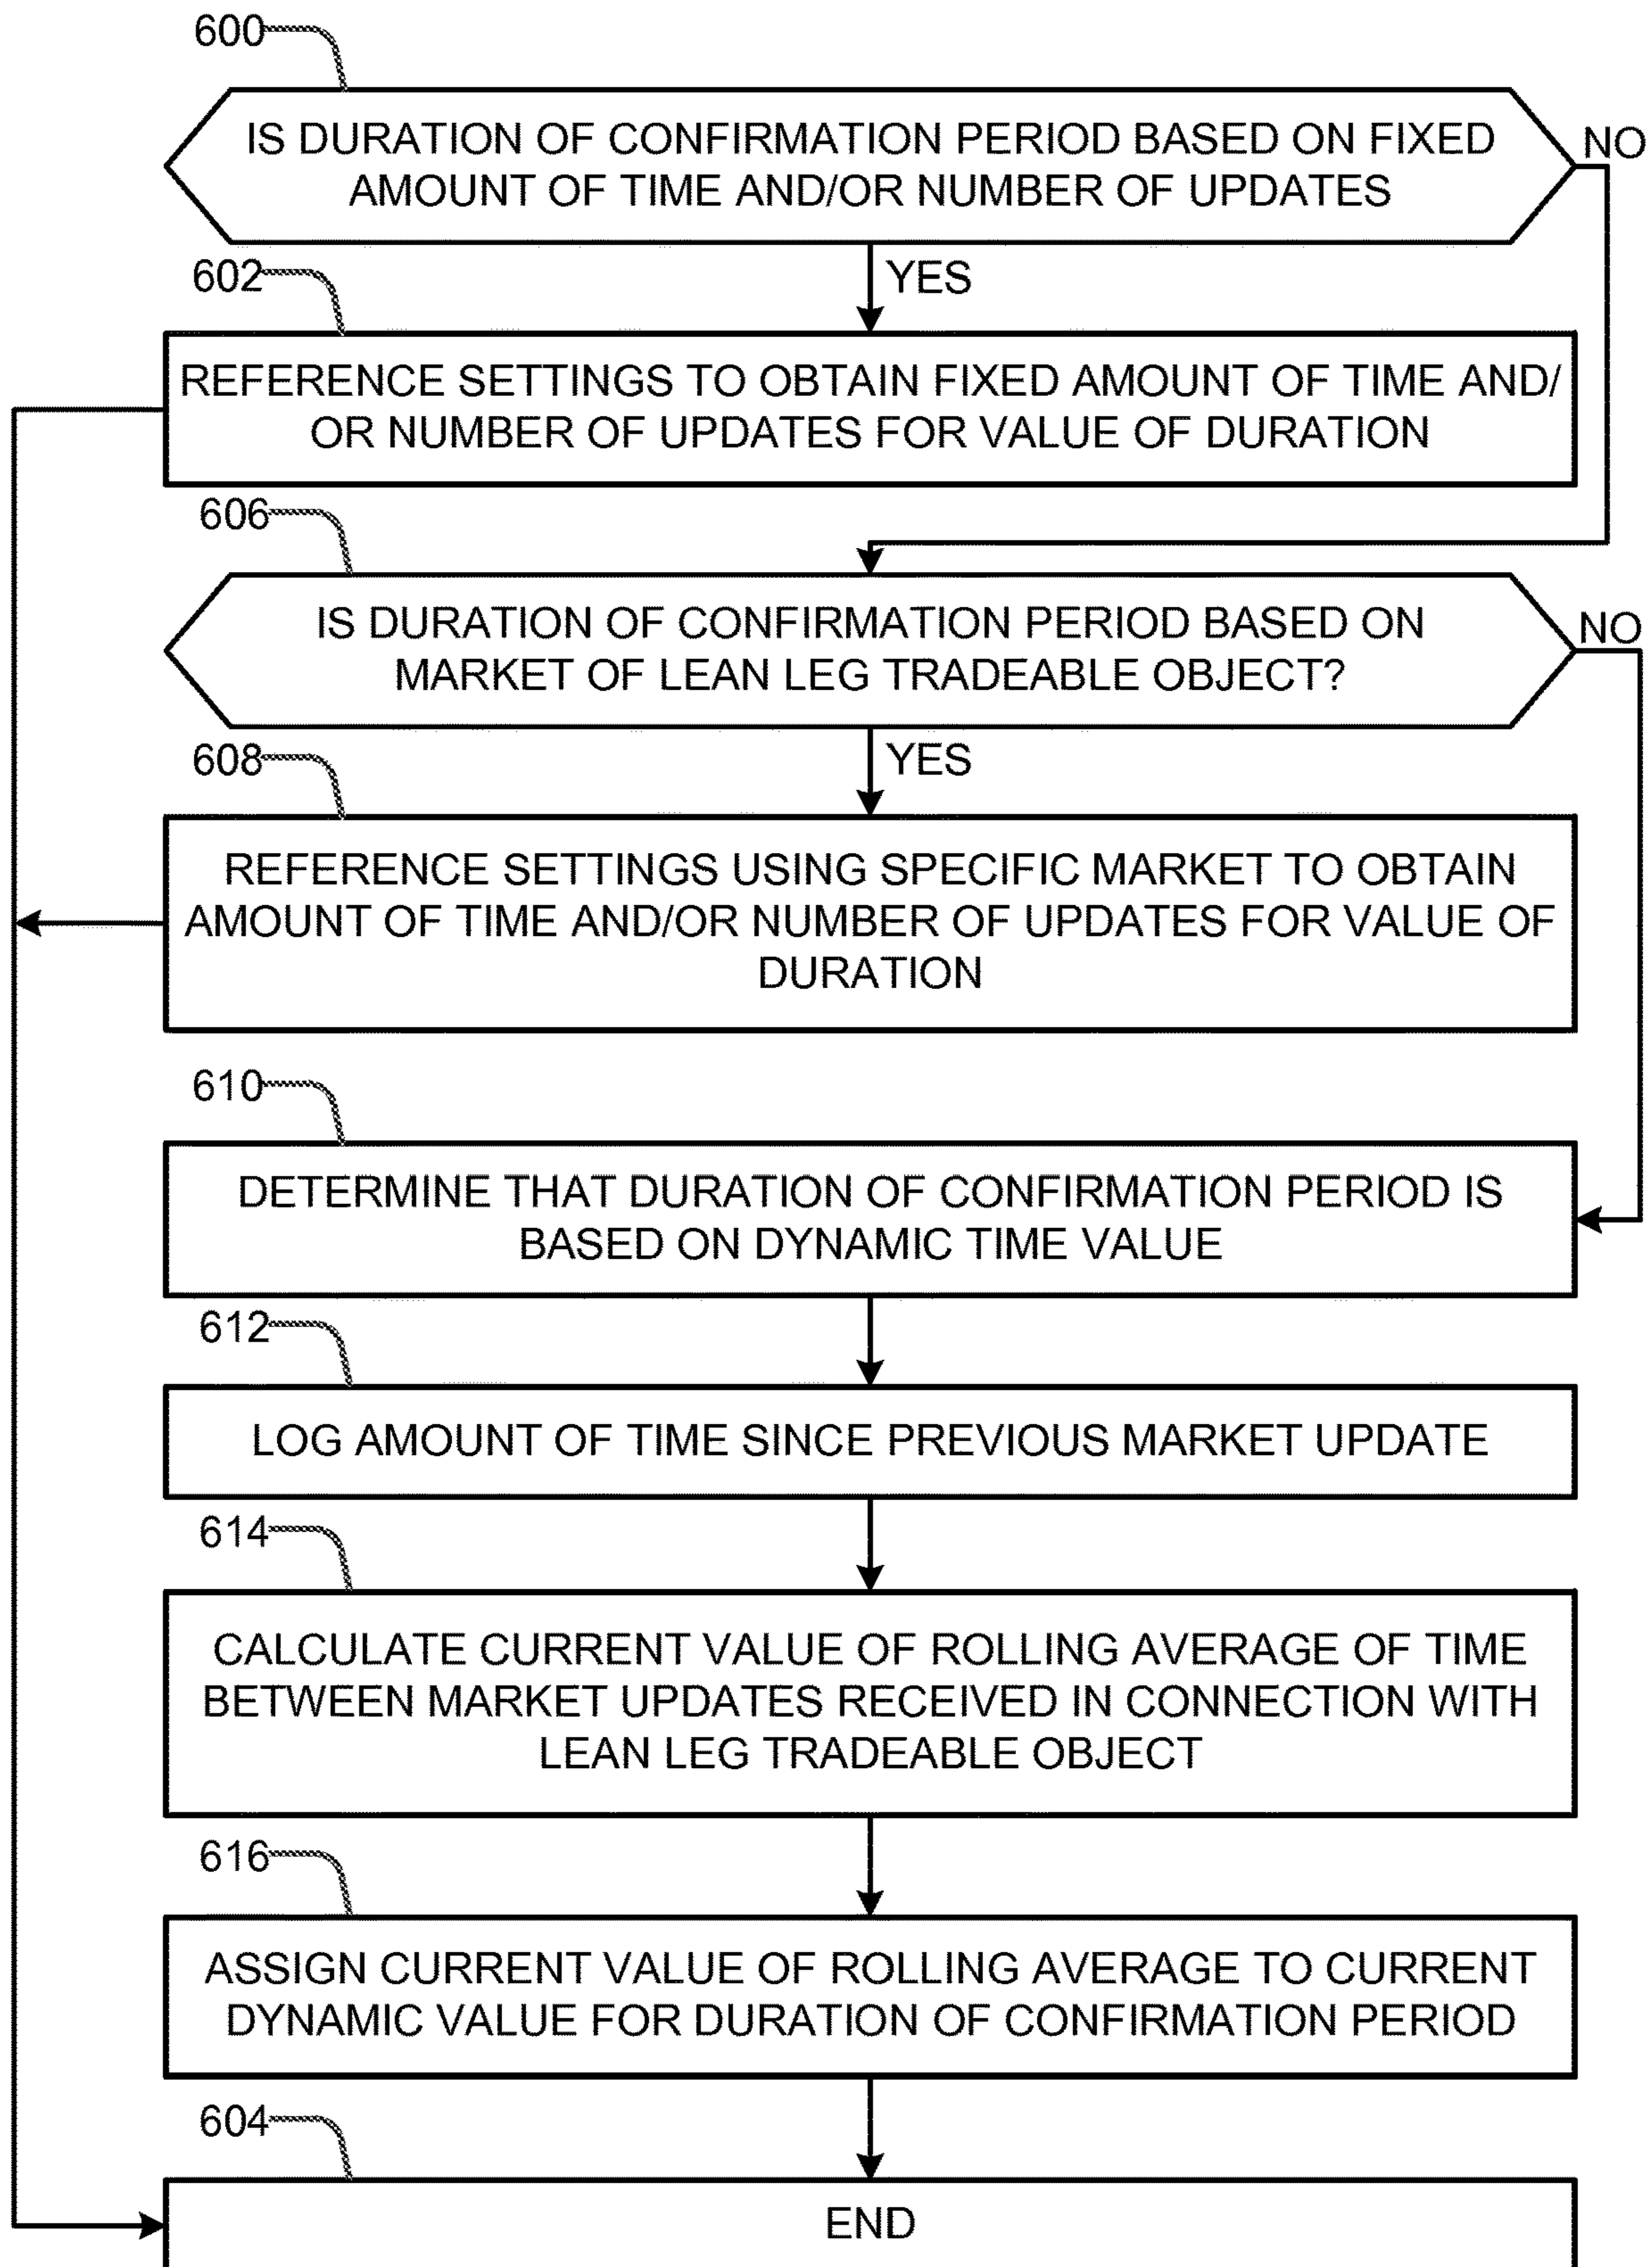 600
IS DURATION OF CONFIRMATION PERIOD BASED ON FIXED
AMOUNT OF TIME AND/OR NUMBER OF UPDATES
NO
YES
602
REFERENCE SETTINGS TO OBTAIN FIXED AMOUNT OF TIME AND/
OR NUMBER OF UPDATES FOR VALUE OF DURATION
606
IS DURATION OF CONFIRMATION PERIOD BASED ON
MARKET OF LEAN LEG TRADEABLE OBJECT?
NO
YES
608
REFERENCE SETTINGS USING SPECIFIC MARKET TO OBTAIN
AMOUNT OF TIME AND/OR NUMBER OF UPDATES FOR VALUE OF
DURATION
610
DETERMINE THAT DURATION OF CONFIRMATION PERIOD IS
BASED ON DYNAMIC TIME VALUE
612
LOG AMOUNT OF TIME SINCE PREVIOUS MARKET UPDATE
614
CALCULATE CURRENT VALUE OF ROLLING AVERAGE OF TIME
BETWEEN MARKET UPDATES RECEIVED IN CONNECTION WITH
LEAN LEG TRADEABLE OBJECT
616
ASSIGN CURRENT VALUE OF ROLLING AVERAGE TO CURRENT
DYNAMIC VALUE FOR DURATION OF CONFIRMATION PERIOD
604
END